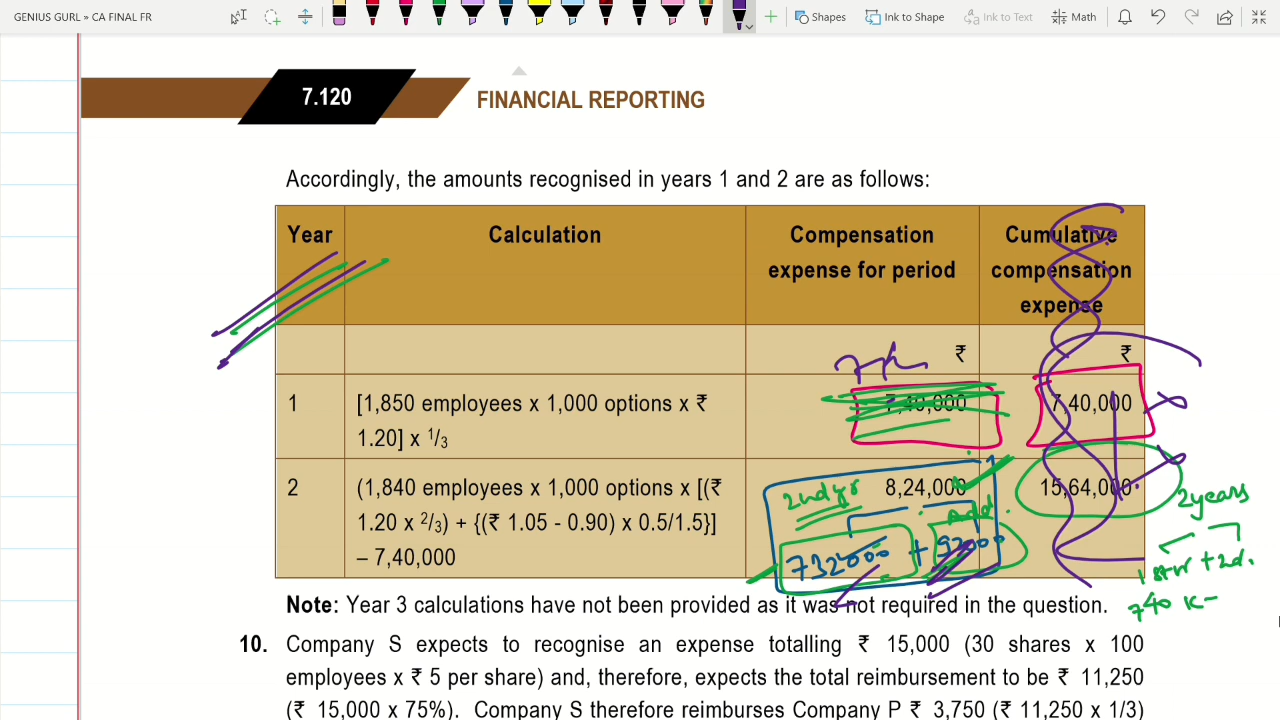 GENIUS GURL » CA FINAL FR
Shapes
Ink to Shape
Ink to Text
Math
7.120
FINANCIAL REPORTING
Accordingly, the amounts recognised in years 1 and 2 are as follows:
Year Calculation Compensation expense for period Cumulative compensation expense
₹ ₹
1 [1,850 employees x 1,000 options x ₹ 7,40,000 7,40,000
1.20] x 1/3
2 (1,840 employees x 1,000 options x [(₹ 8,24,000 15,64,000
1.20 x 2/3) + {(₹ 1.05 - 0.90) x 0.5/1.5}]
– 7,40,000
2nd yr
Add.
732000 + 92000
2 years
1st yr + 2d.
740 K
Note: Year 3 calculations have not been provided as it was not required in the question.
10. Company S expects to recognise an expense totalling ₹ 15,000 (30 shares x 100
employees x ₹ 5 per share) and, therefore, expects the total reimbursement to be ₹ 11,250
(₹ 15,000 x 75%). Company S therefore reimburses Company P ₹ 3,750 (₹ 11,250 x 1/3)